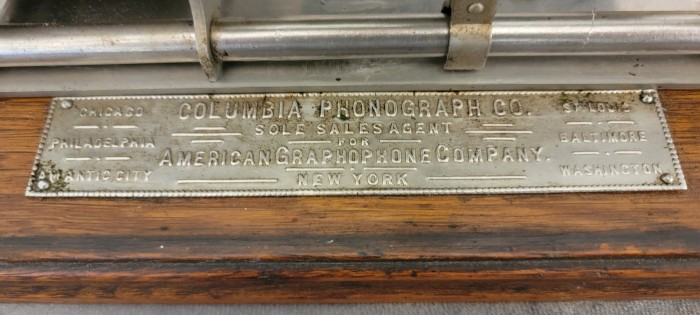 CHICAGO
PHILADELPHIA
ATLANTIC CITY
COLUMBIA PHONOGRAPH CO.
SOLE SALES AGENT
FOR
AMERICAN GRAPHOPHONE COMPANY.
NEW YORK
ST. LOUIS
BALTIMORE
WASHINGTON